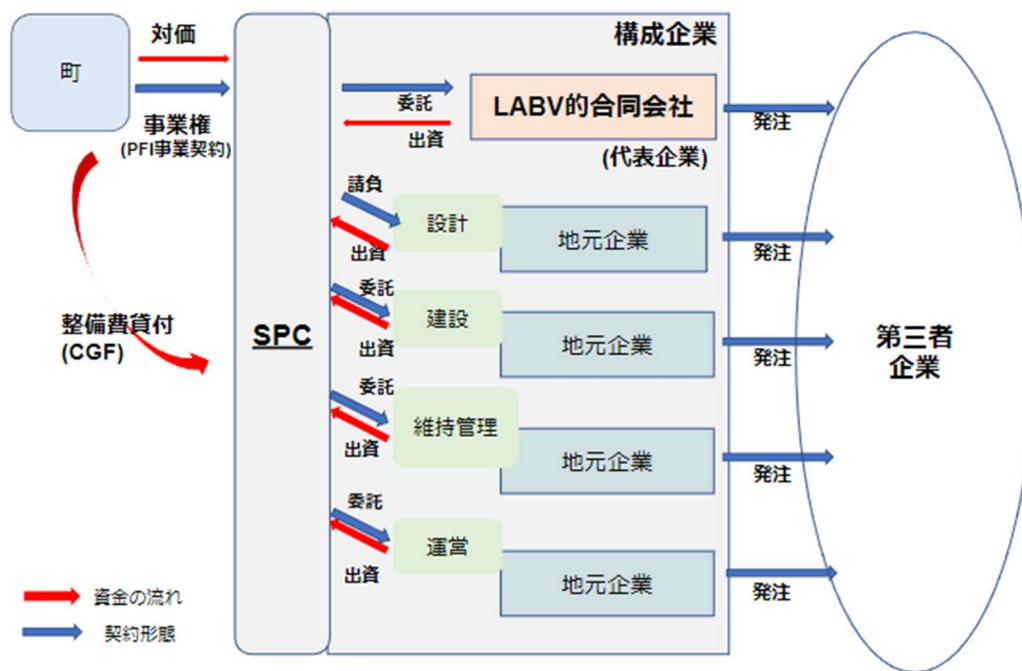 町
対価
事業権
(PFI事業契約)
整備費貸付
(CGF)
SPC
構成企業
委託
出資
LABV的合同会社
(代表企業)
発注
請負
出資
設計
地元企業
発注
委託
出資
建設
地元企業
発注
委託
出資
維持管理
地元企業
発注
委託
出資
運営
地元企業
発注
第三者
企業
資金の流れ
契約形態